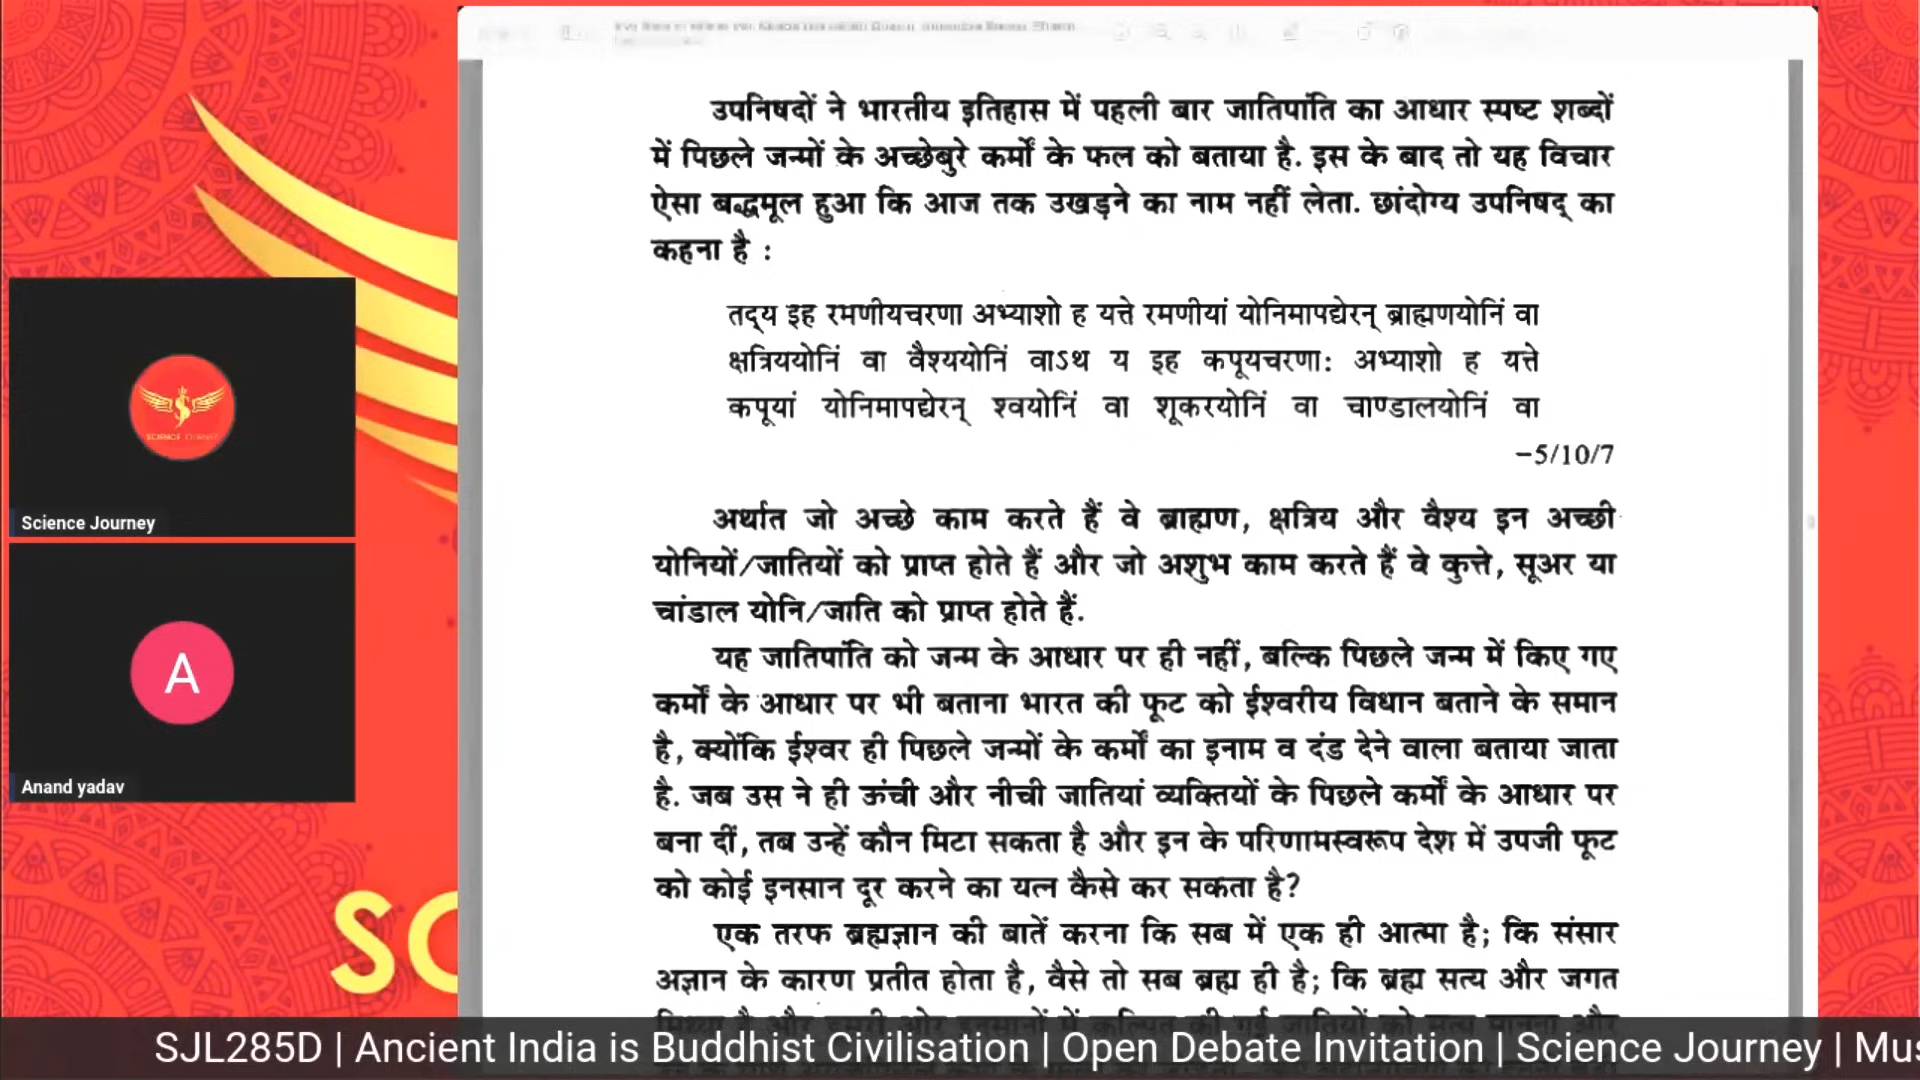 उपनिषदों ने भारतीय इतिहास में पहली बार जातिपांति का आधार स्पष्ट शब्दों
में पिछले जन्मों के अच्छेबुरे कर्मों के फल को बताया है. इस के बाद तो यह विचार
ऐसा बद्धमूल हुआ कि आज तक उखड़ने का नाम नहीं लेता. छांदोग्य उपनिषद् का
कहना है :
तद्य इह रमणीयचरणा अभ्याशो ह यत्ते रमणीयां योनिमापद्येरन् ब्राह्मणयोनिं वा
क्षत्रिययोनिं वा वैश्ययोनिं वाऽथ य इह कपूयचरणा: अभ्याशो ह यत्ते
कपूयां योनिमापद्येरन् श्वयोनिं वा शूकरयोनिं वा चाण्डालयोनिं वा
–5/10/7
अर्थात जो अच्छे काम करते हैं वे ब्राह्मण, क्षत्रिय और वैश्य इन अच्छी
योनियों/जातियों को प्राप्त होते हैं और जो अशुभ काम करते हैं वे कुत्ते, सूअर या
चांडाल योनि/जाति को प्राप्त होते हैं.
यह जातिपांति को जन्म के आधार पर ही नहीं, बल्कि पिछले जन्म में किए गए
कर्मों के आधार पर भी बताना भारत की फूट को ईश्वरीय विधान बताने के समान
है, क्योंकि ईश्वर ही पिछले जन्मों के कर्मों का इनाम व दंड देने वाला बताया जाता
है. जब उस ने ही ऊंची और नीची जातियां व्यक्तियों के पिछले कर्मों के आधार पर
बना दीं, तब उन्हें कौन मिटा सकता है और इन के परिणामस्वरूप देश में उपजी फूट
को कोई इनसान दूर करने का यत्न कैसे कर सकता है?
एक तरफ ब्रह्मज्ञान की बातें करना कि सब में एक ही आत्मा है; कि संसार
अज्ञान के कारण प्रतीत होता है, वैसे तो सब ब्रह्म ही है; कि ब्रह्म सत्य और जगत
SCIENCE JOURNEY
Science Journey
A
Anand yadav
SC
SJL285D | Ancient India is Buddhist Civilisation | Open Debate Invitation | Science Journey | Mus